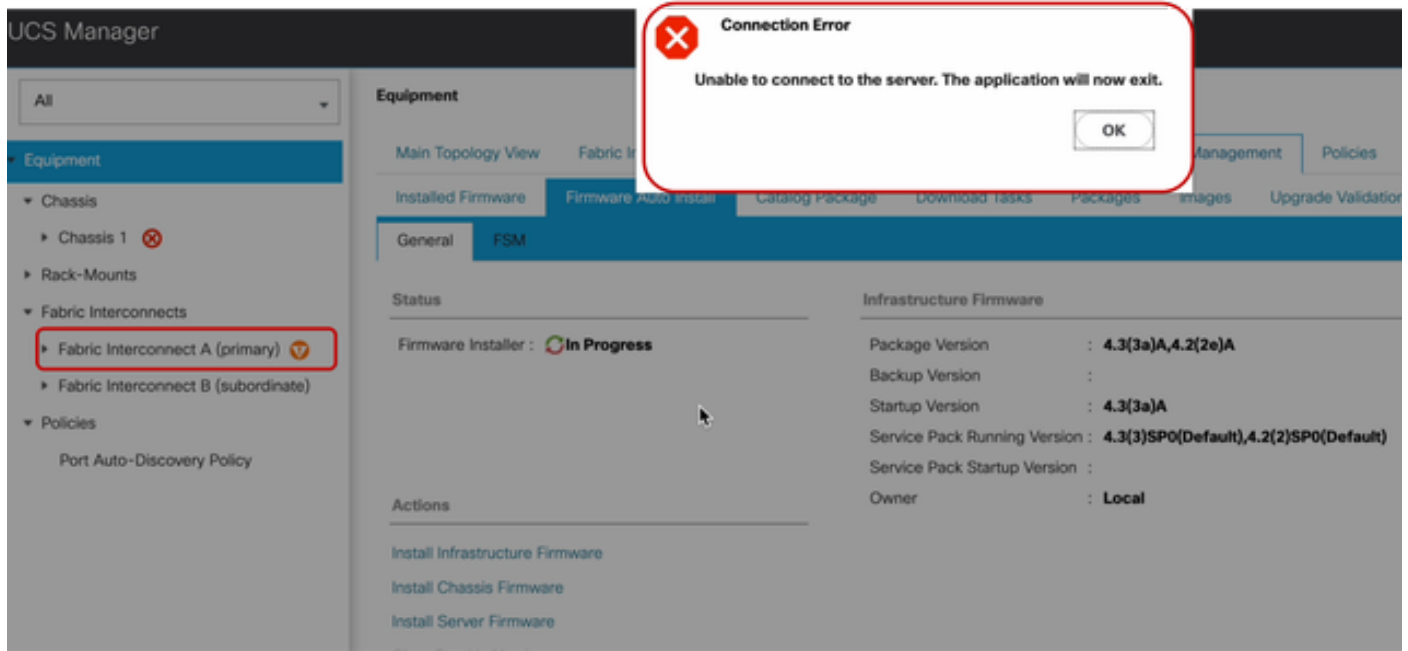 UCS Manager
Connection Error
Unable to connect to the server. The application will now exit.
OK
All
Equipment
Chassis
Chassis 1
Rack-Mounts
Fabric Interconnects
Fabric Interconnect A (primary)
Fabric Interconnect B (subordinate)
Policies
Port Auto-Discovery Policy
Equipment
Main Topology View Fabric Management Policies
Installed Firmware Firmware Auto Install Catalog Package Download Tasks Packages Images Upgrade Validation
General FSM
Status
Firmware Installer : In Progress
Actions
Install Infrastructure Firmware
Install Chassis Firmware
Install Server Firmware
Infrastructure Firmware
Package Version : 4.3(3a)A,4.2(2e)A
Backup Version :
Startup Version : 4.3(3a)A
Service Pack Running Version : 4.3(3)SP0(Default),4.2(2)SP0(Default)
Service Pack Startup Version :
Owner : Local